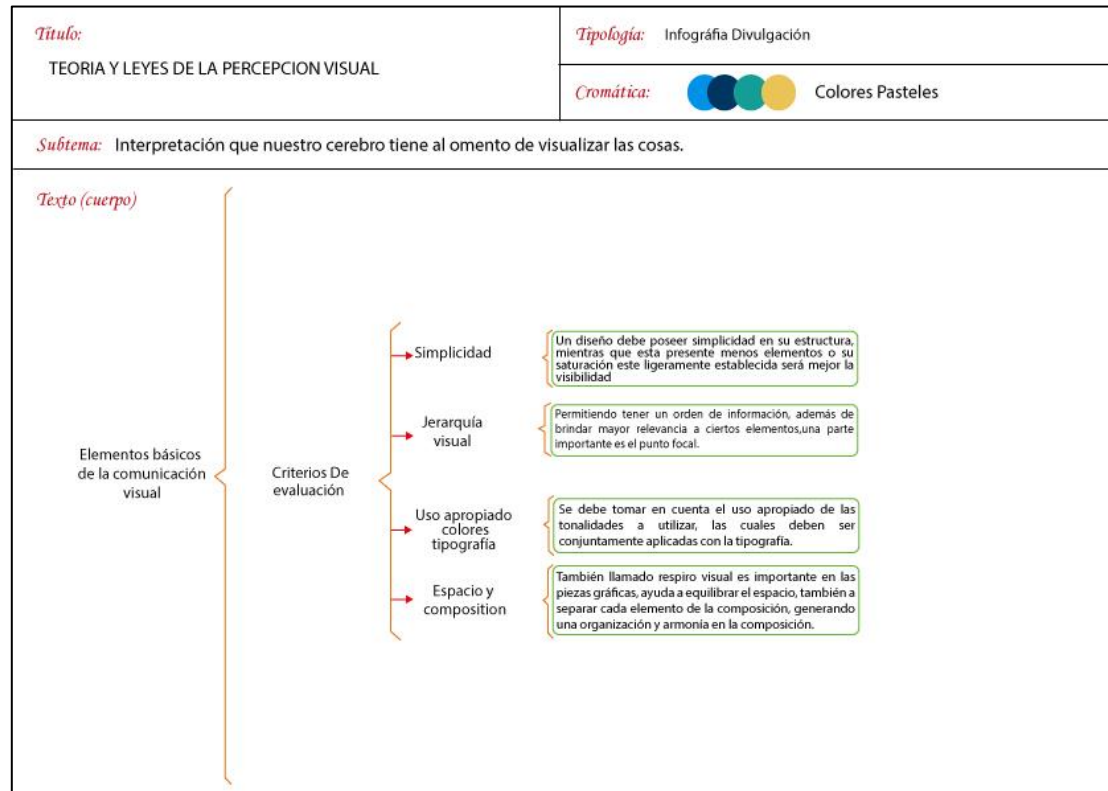 Título:
TEORIA Y LEYES DE LA PERCEPCION VISUAL
Tipología: Infográfia Divulgación
Cromática: Colores Pasteles
Subtema: Interpretación que nuestro cerebro tiene al omento de visualizar las cosas.
Texto (cuerpo)
Elementos básicos
de la comunicación
visual
Criterios De
evaluación
Simplicidad
Un diseño debe poseer simplicidad en su estructura,
mientras que esta presente menos elementos o su
saturación este ligeramente establecida será mejor la
visibilidad
Jerarquía
visual
Permitiendo tener un orden de información, además de
brindar mayor relevancia a ciertos elementos,una parte
importante es el punto focal.
Uso apropiado
colores
tipografía
Se debe tomar en cuenta el uso apropiado de las
tonalidades a utilizar, las cuales deben ser
conjuntamente aplicadas con la tipografía.
Espacio y
composition
También llamado respiro visual es importante en las
piezas gráficas, ayuda a equilibrar el espacio, también a
separar cada elemento de la composición, generando
una organización y armonía en la composición.